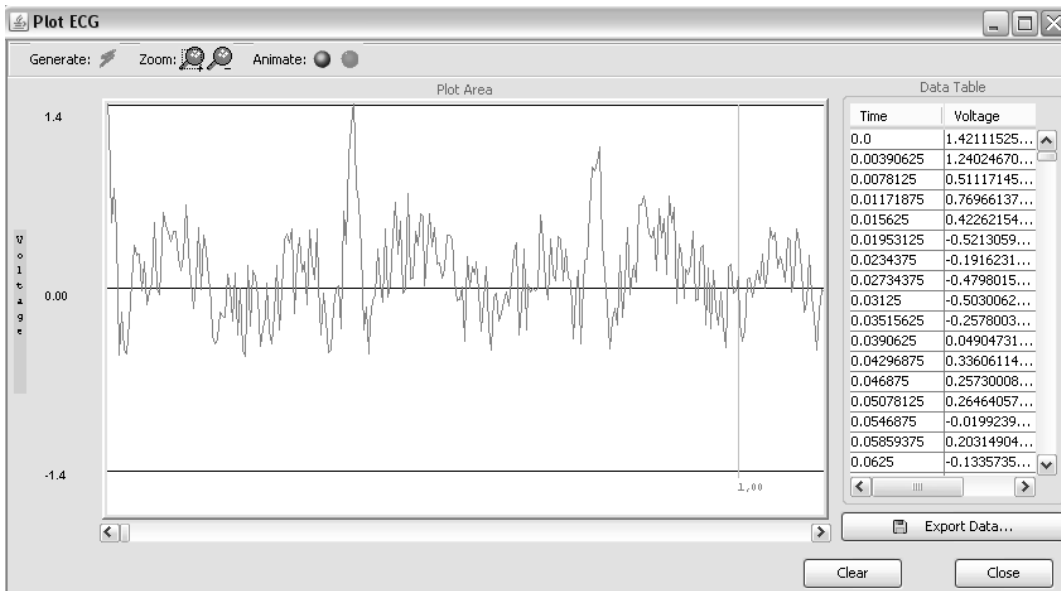 Plot ECG
Generate: Zoom: Animate:
Plot Area
1.4
Voltage
0.00
-1.4
1,00
Data Table
Time Voltage
0.0 1.42111525...
0.00390625 1.24024670...
0.0078125 0.51117145...
0.01171875 0.76966137...
0.015625 0.42262154...
0.01953125 -0.5213059...
0.0234375 -0.1916231...
0.02734375 -0.4798015...
0.03125 -0.5030062...
0.03515625 -0.2578003...
0.0390625 0.04904731...
0.04296875 0.33606114...
0.046875 0.25730008...
0.05078125 0.26464057...
0.0546875 -0.0199239...
0.05859375 0.20314904...
0.0625 -0.1335735...
Export Data...
Clear Close